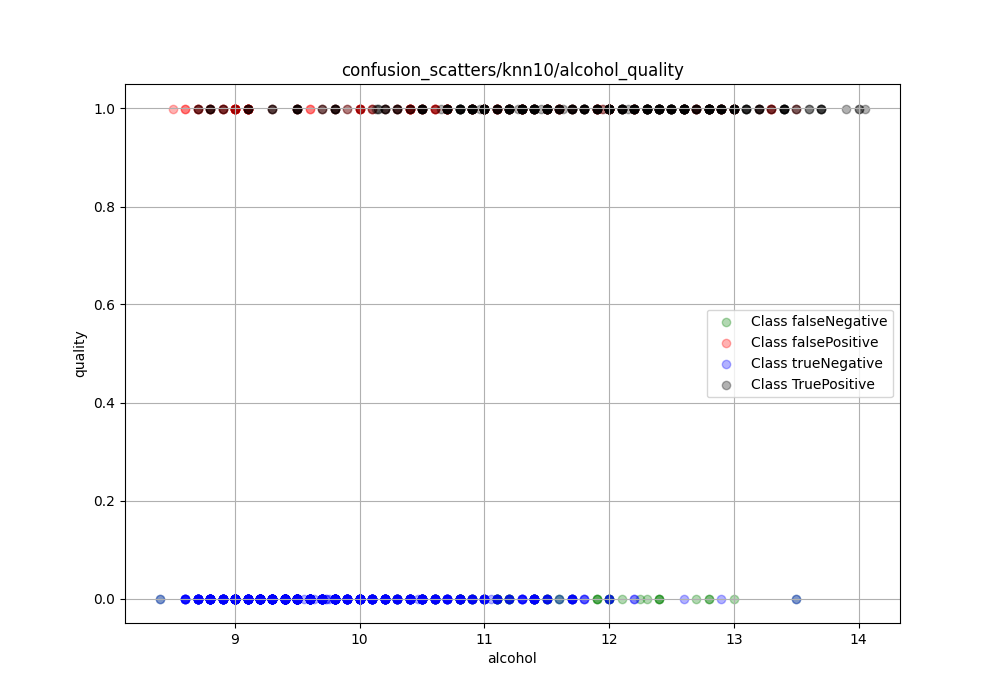 confusion_scatters/knn10/alcohol_quality
1.0
0.8
0.6
0.4
0.2
0.0
quality
Class falseNegative
Class falsePositive
Class trueNegative
Class TruePositive
9 10 11 12 13 14
alcohol